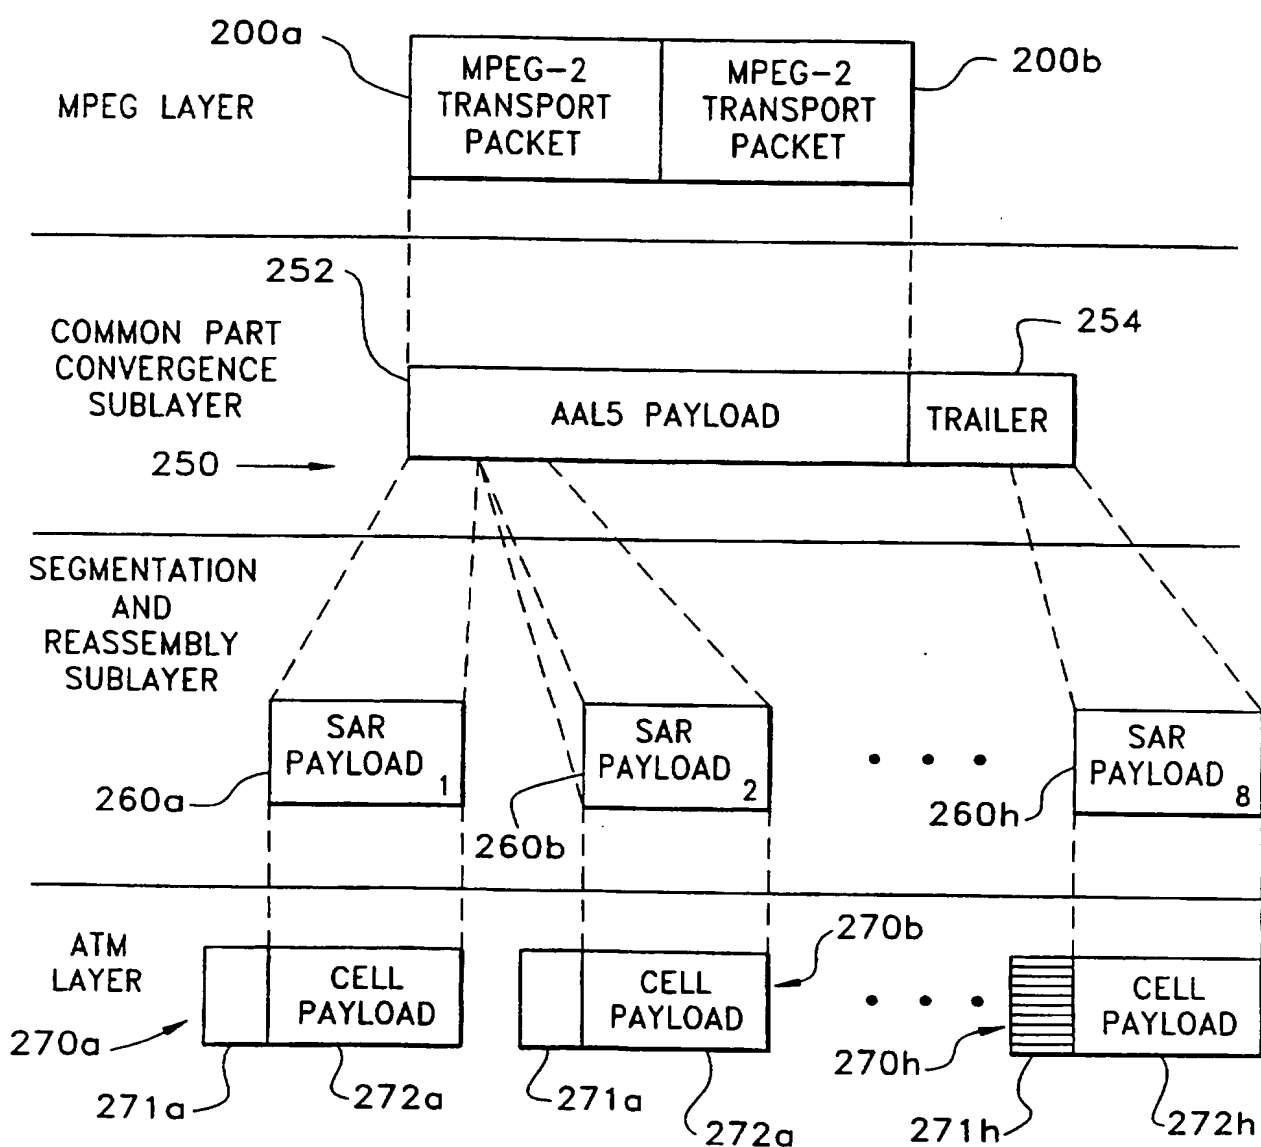 200a
200b
MPEG LAYER
MPEG-2
TRANSPORT
PACKET
MPEG-2
TRANSPORT
PACKET
252
254
COMMON PART
CONVERGENCE
SUBLAYER
AAL5 PAYLOAD
TRAILER
250
SEGMENTATION
AND
REASSEMBLY
SUBLAYER
SAR
PAYLOAD
1
SAR
PAYLOAD
2
SAR
PAYLOAD
8
260a
260b
260h
ATM
LAYER
270b
CELL
PAYLOAD
CELL
PAYLOAD
CELL
PAYLOAD
270a
270h
271a
272a
271a
272a
271h
272h